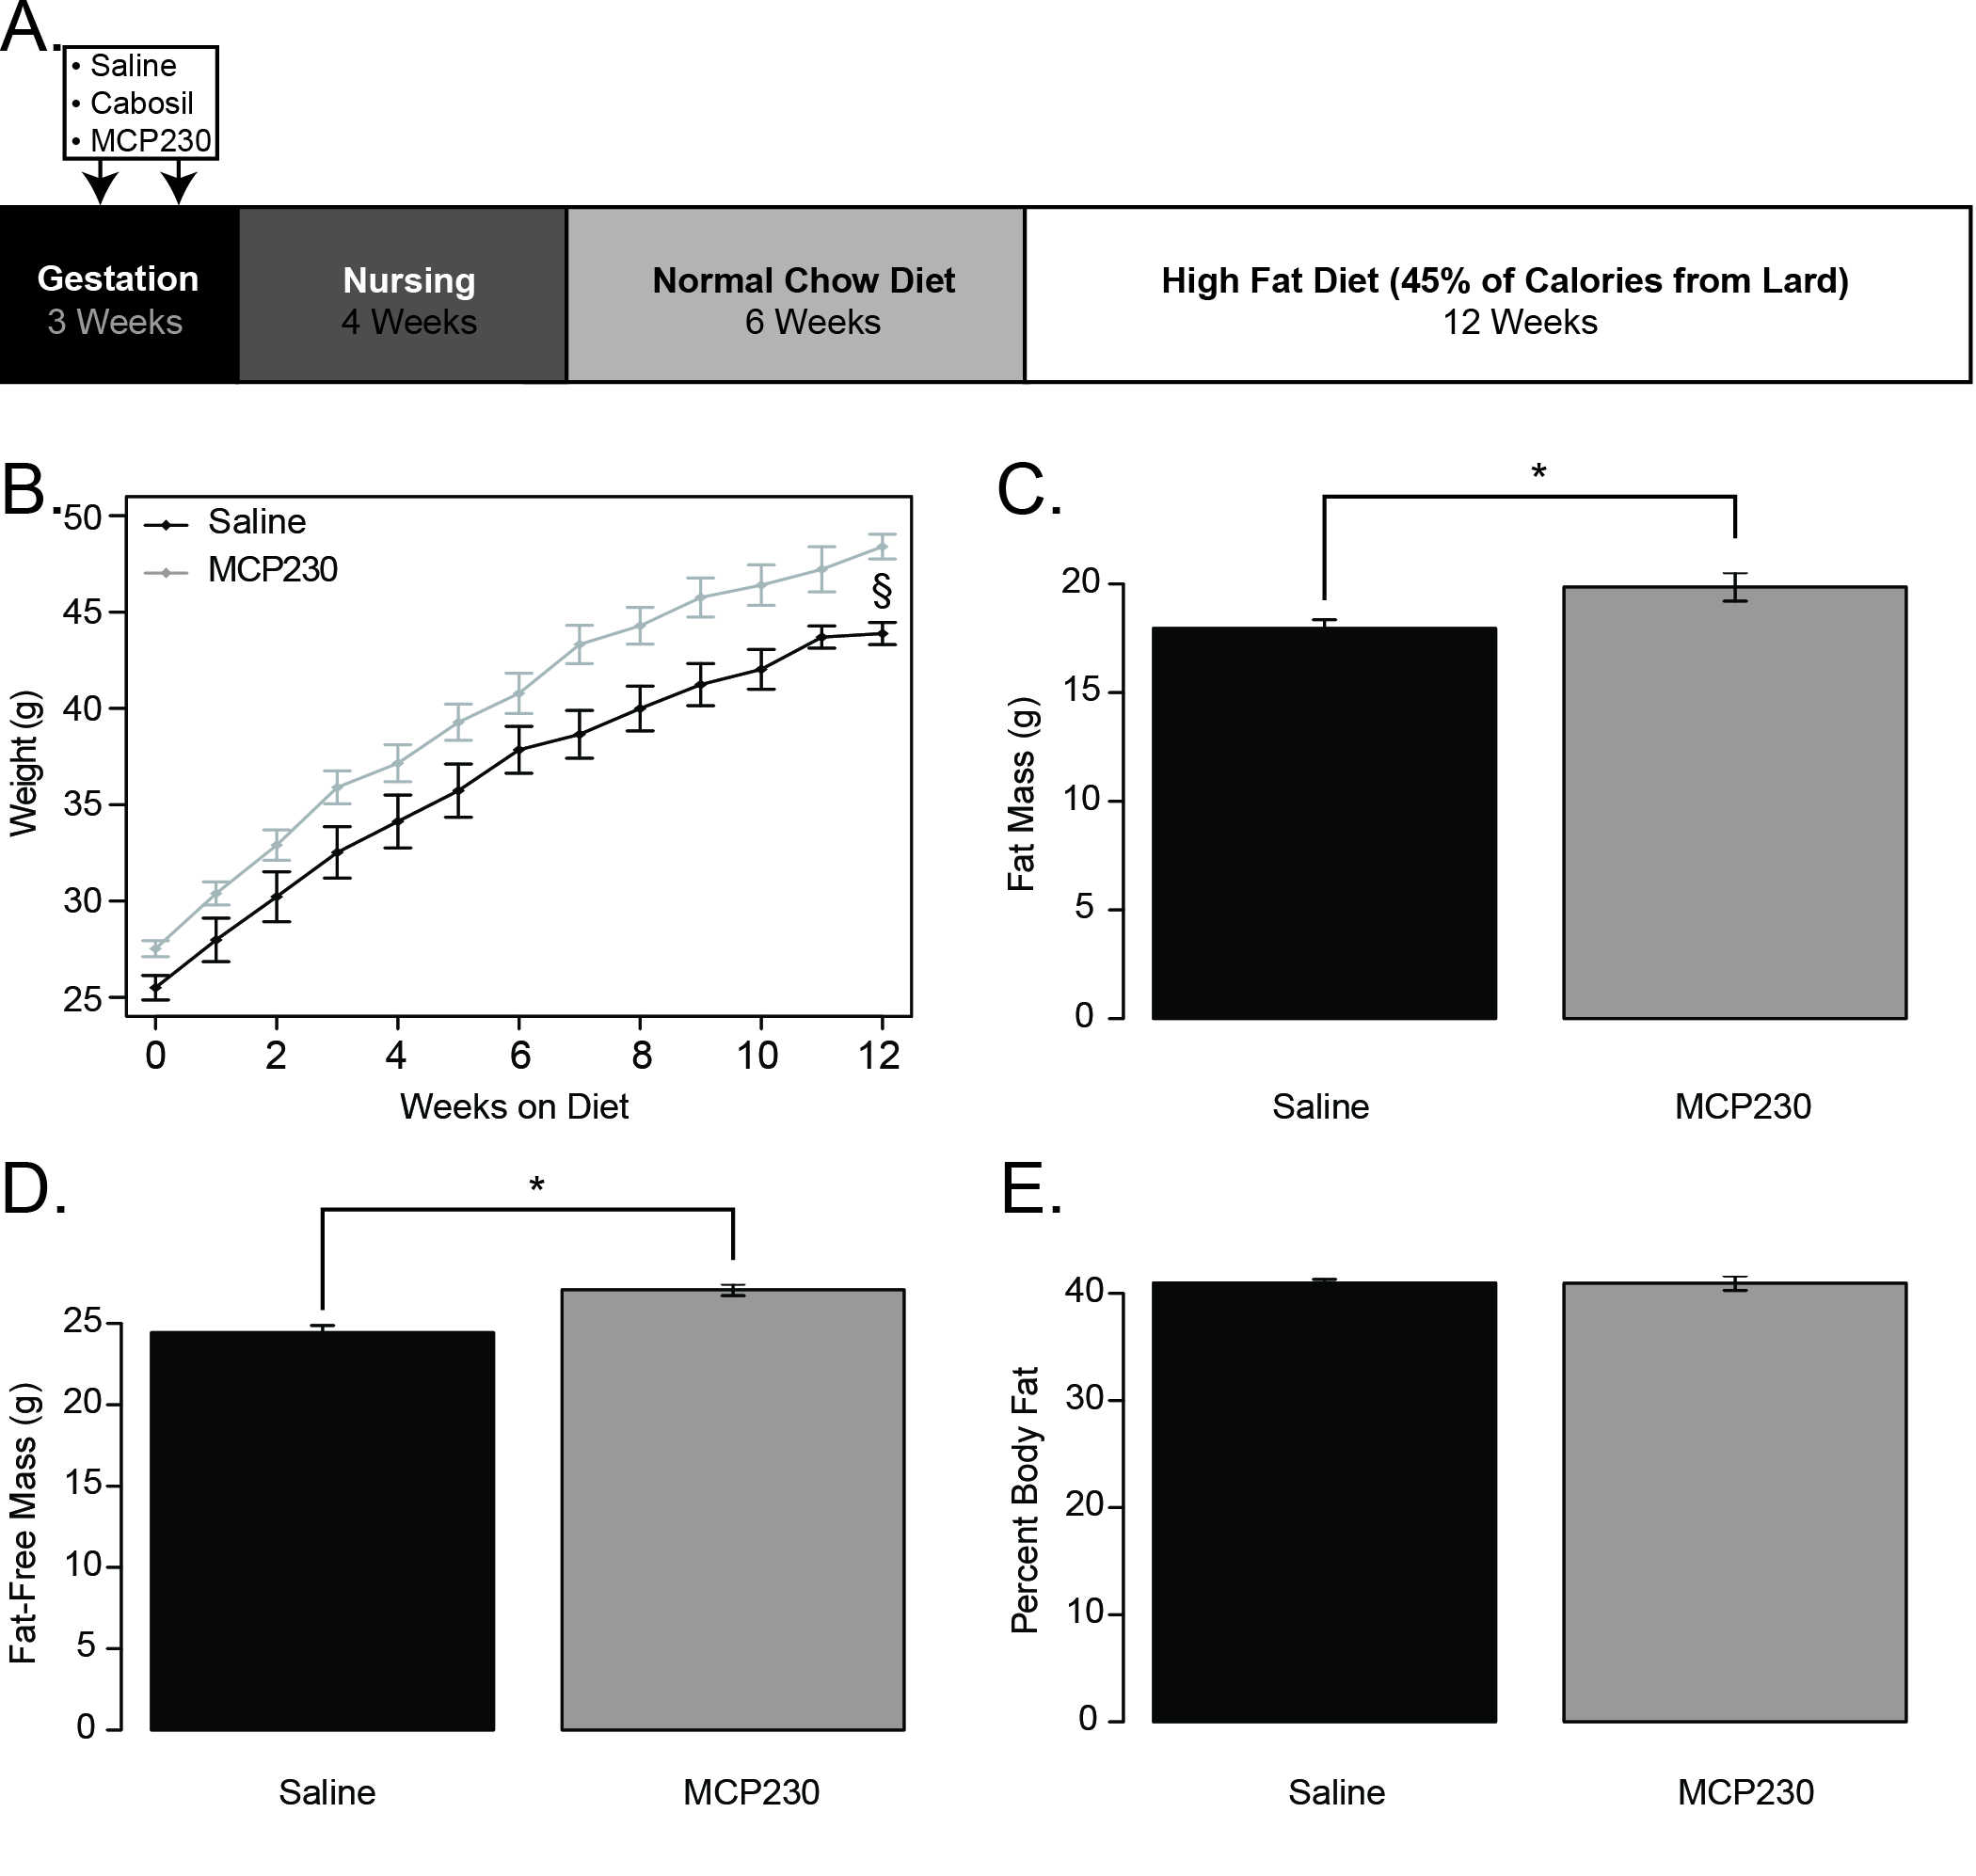 A.
• Saline
• Cabosil
• MCP230
Gestation
3 Weeks
Nursing
4 Weeks
Normal Chow Diet
6 Weeks
High Fat Diet (45% of Calories from Lard)
12 Weeks
B.
Saline
MCP230
§
50
45
40
35
30
25
Weight (g)
0 2 4 6 8 10 12
Weeks on Diet
C.
*
20
15
10
5
0
Fat Mass (g)
Saline MCP230
D.
*
25
20
15
10
5
0
Fat-Free Mass (g)
Saline MCP230
E.
40
30
20
10
0
Percent Body Fat
Saline MCP230